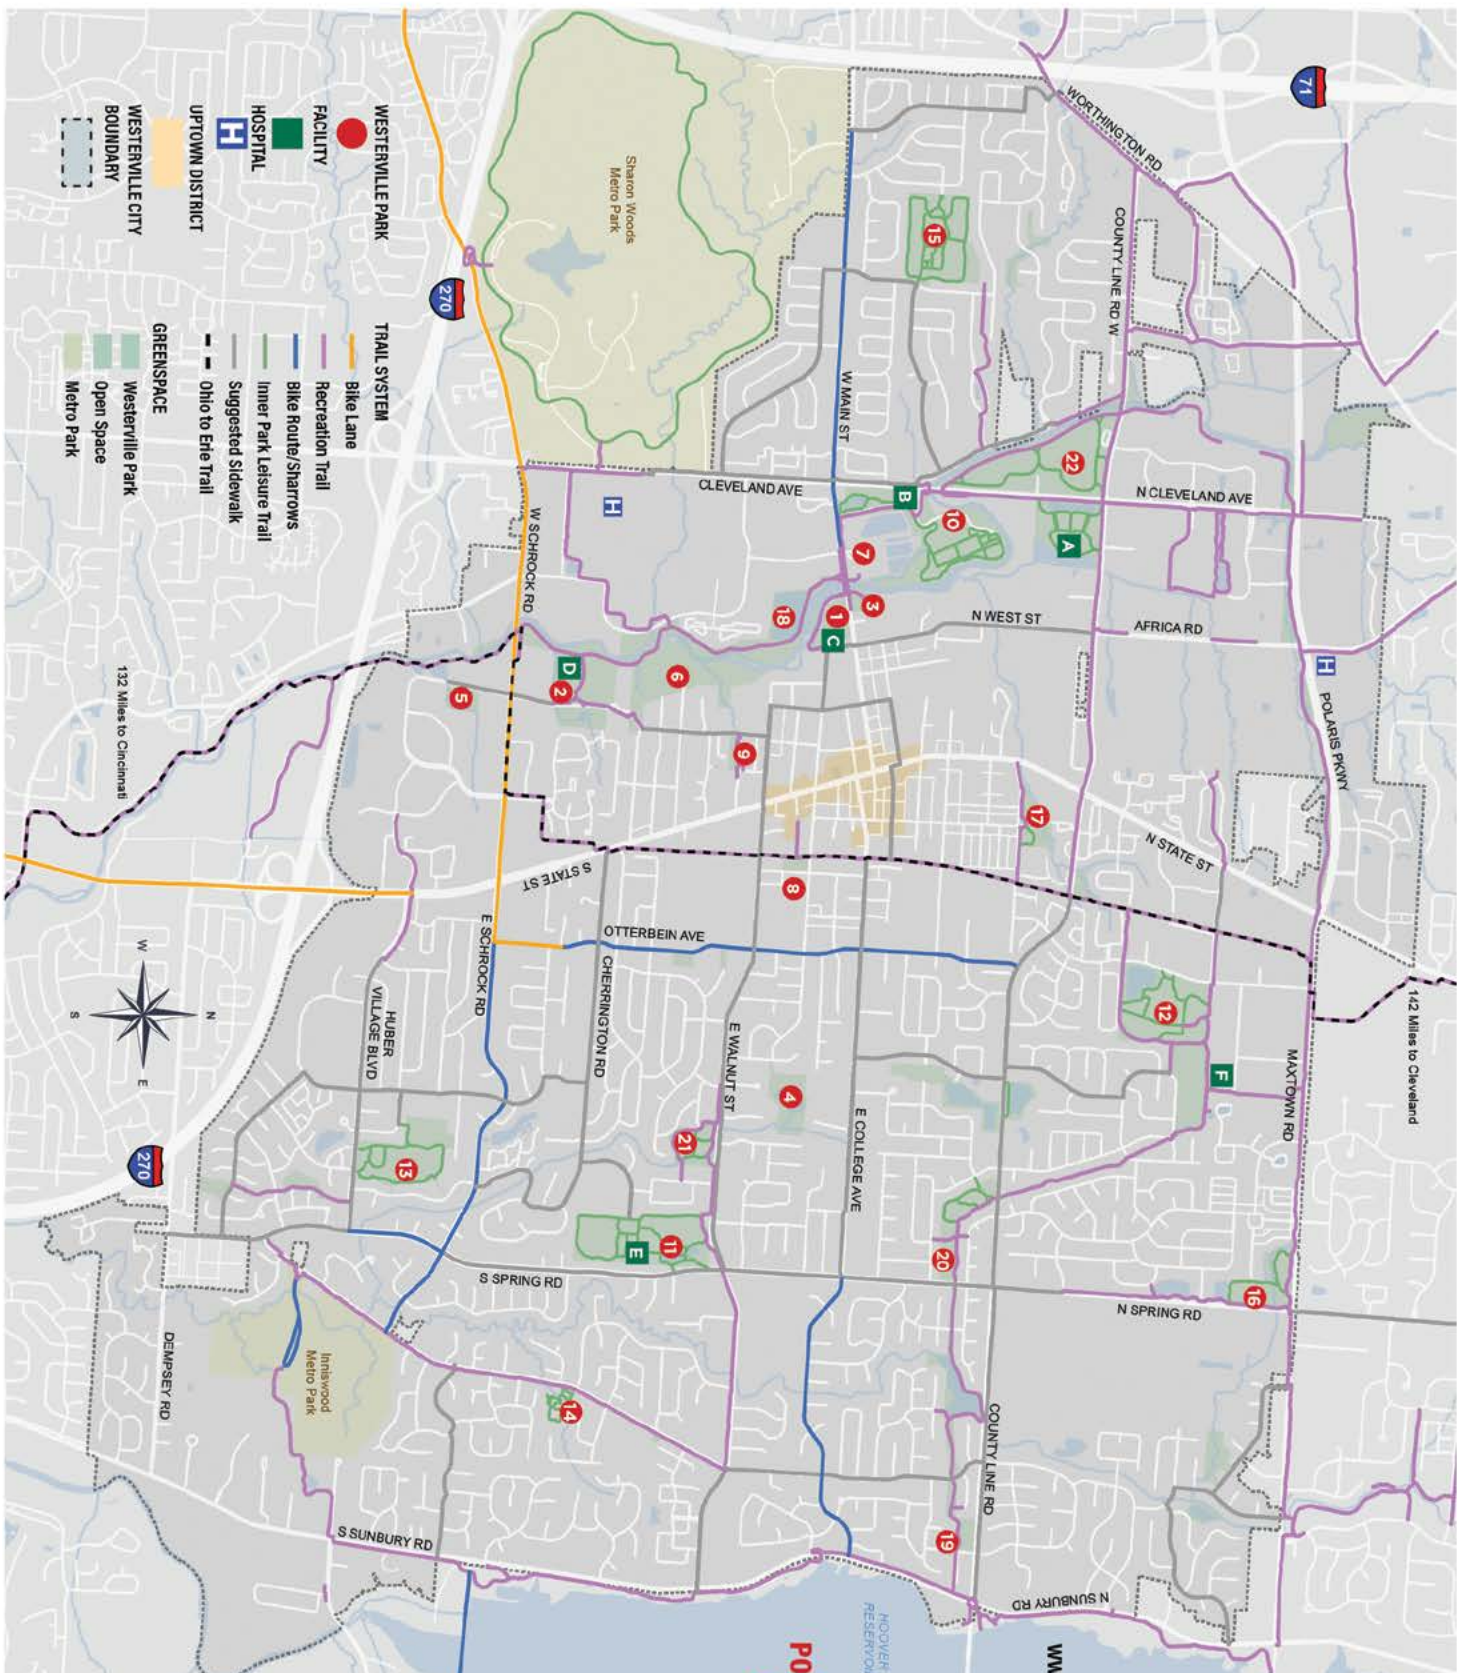 71
WORTHINGTON RD
COUNTY LINE RD W
POLARIS PKWY
N CLEVELAND AVE
AFRICA RD
N WEST ST
N STATE ST
142 Miles to Cleveland
MAXTOWN RD
N SPRING RD
COUNTY LINE RD
N SUNBURY RD
HOOVER
WW
PO
W MAIN ST
CLEVELAND AVE
Sharon Woods
Metro Park
W SCHROCK RD
S STATE ST
OTTERBEIN AVE
E WALNUT ST
E COLLEGE AVE
CHERRINGTON RD
E SCHROCK RD
HUBER
VILLAGE BLVD
S SPRING RD
Inniswood
Metro Park
DEMPSEY RD
S SUNBURY RD
132 Miles to Cincinnati
270
270
H
H
A
B
C
D
E
F
1
2
3
4
5
6
7
8
9
10
11
12
13
14
15
16
17
18
19
20
21
22
N
E
S
W
WESTERVILLE PARK
FACILITY
H
HOSPITAL
UPTOWN DISTRICT
WESTERVILLE CITY
BOUNDARY
TRAIL SYSTEM
Bike Lane
Recreation Trail
Bike Route/Sharrows
Inner Park Leisure Trail
Suggested Sidewalk
Ohio to Erie Trail
GREENSPACE
Westerville Park
Open Space
Metro Park